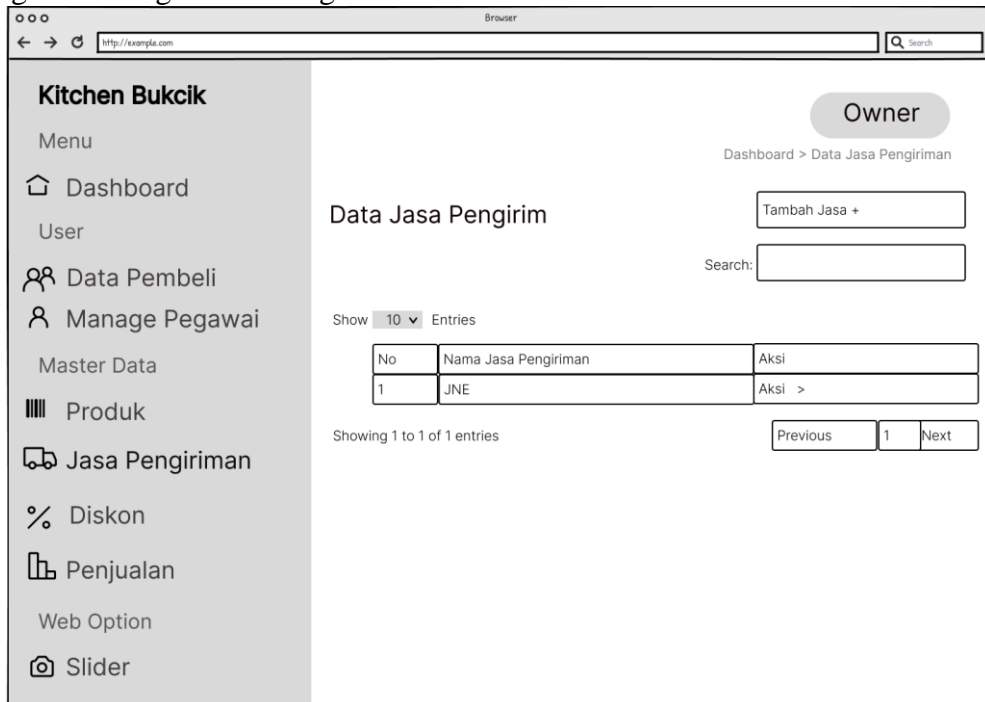 Browser
http://example.com
Search
Kitchen Bukcik
Menu
Dashboard
User
Data Pembeli
Manage Pegawai
Master Data
Produk
Jasa Pengiriman
Diskon
Penjualan
Web Option
Slider
Owner
Dashboard > Data Jasa Pengiriman
Data Jasa Pengirim
Tambah Jasa +
Search:
Show 10 Entries
No Nama Jasa Pengiriman Aksi
1 JNE Aksi >
Showing 1 to 1 of 1 entries
Previous 1 Next